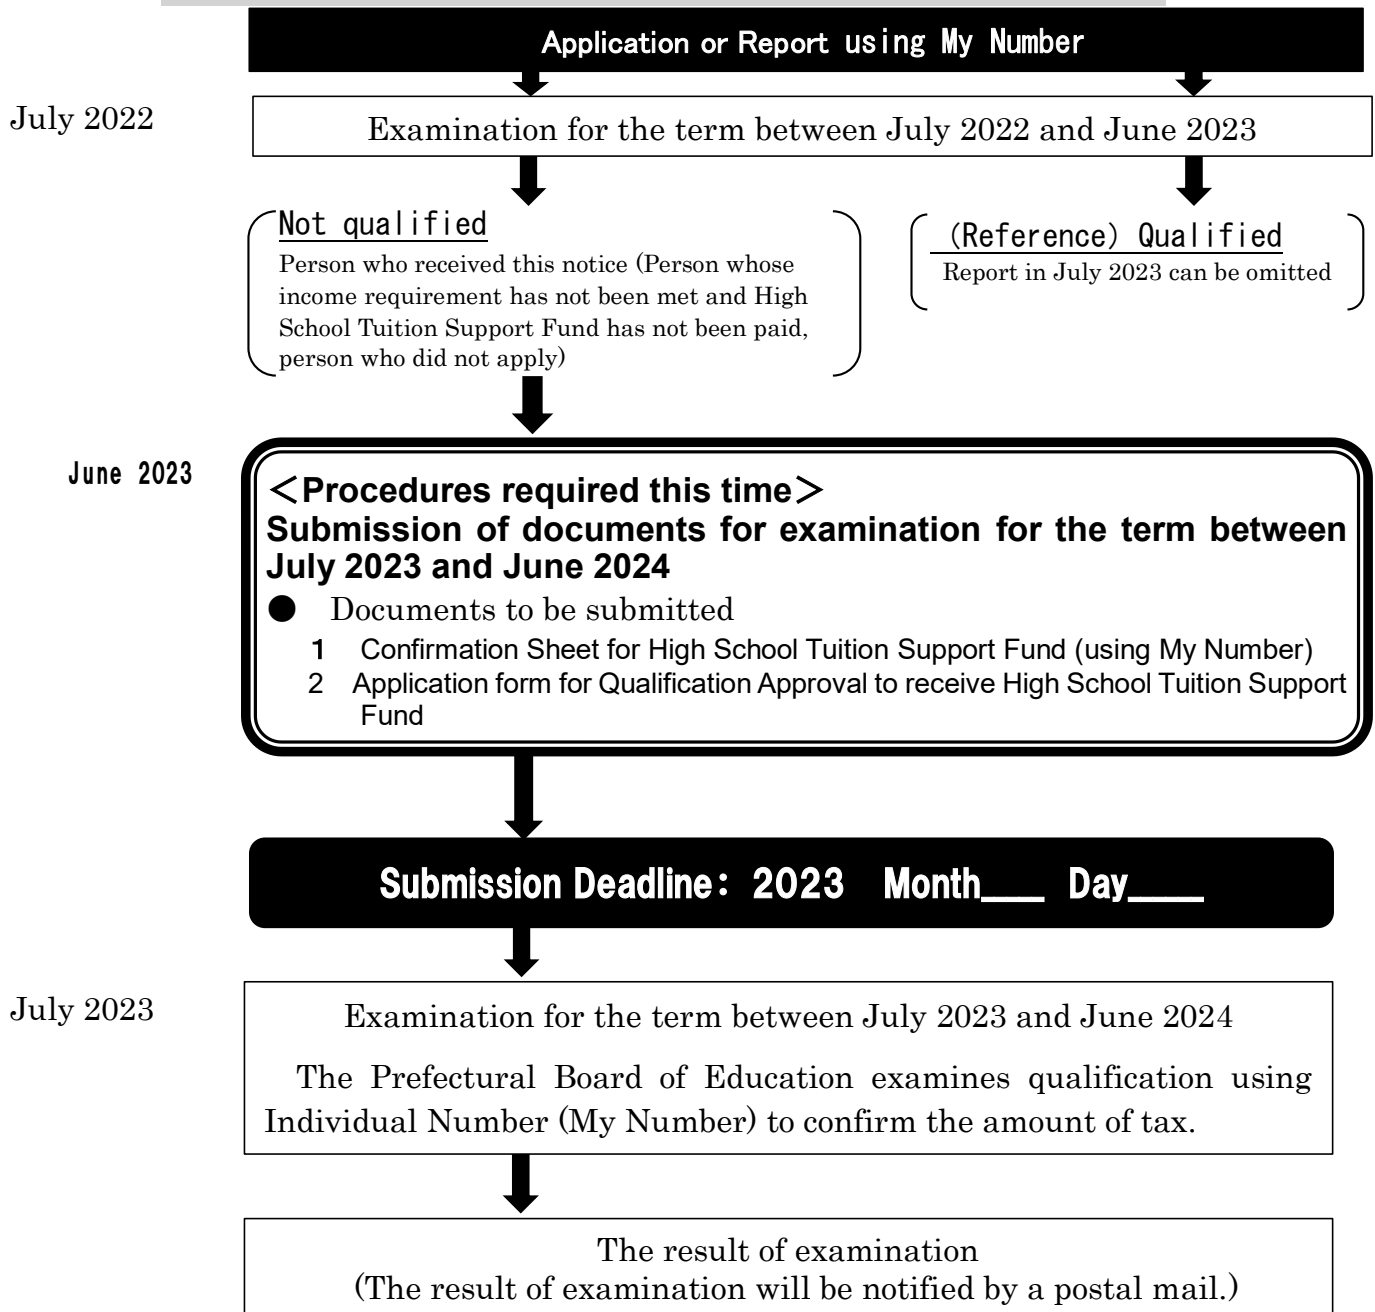 Application or Report using My Number
July 2022
Examination for the term between July 2022 and June 2023
Not qualified
Person who received this notice (Person whose
income requirement has not been met and High
School Tuition Support Fund has not been paid,
person who did not apply)
(Reference) Qualified
Report in July 2023 can be omitted
June 2023
＜Procedures required this time＞
Submission of documents for examination for the term between
July 2023 and June 2024
● Documents to be submitted
1 Confirmation Sheet for High School Tuition Support Fund (using My Number)
2 Application form for Qualification Approval to receive High School Tuition Support
Fund
Submission Deadline: 2023 Month___ Day____
July 2023
Examination for the term between July 2023 and June 2024
The Prefectural Board of Education examines qualification using
Individual Number (My Number) to confirm the amount of tax.
The result of examination
(The result of examination will be notified by a postal mail.)